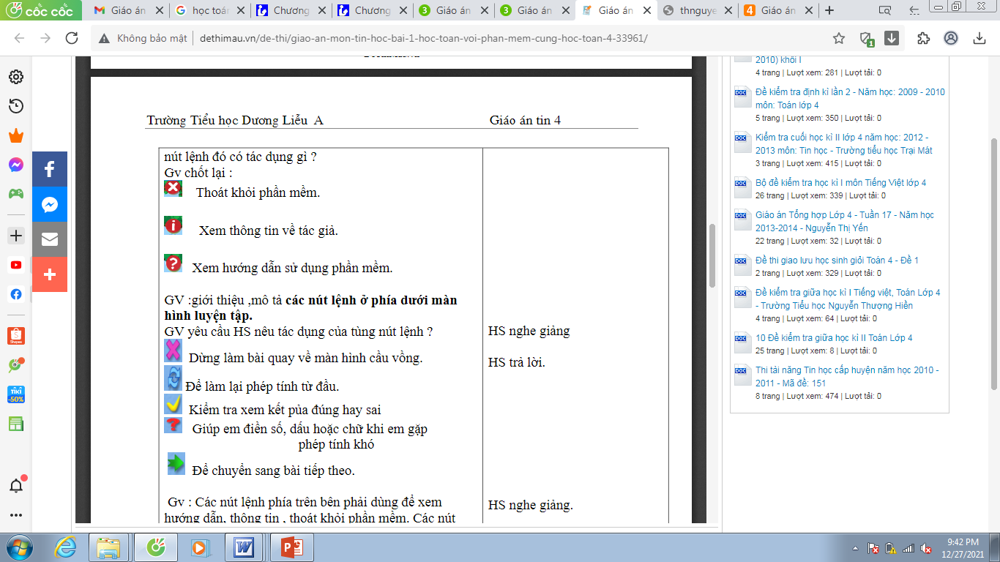 cốc cốc
Giáo án
học toán
Chương
Chương
Giáo án
Giáo án
Giáo án
thnguye
Giáo án
Không bảo mật
dethimau.vn/de-thi/giao-an-mon-tin-hoc-bai-1-hoc-toan-voi-phan-mem-cung-hoc-toan-4-33961/
Trường Tiểu học Dương Liễu A
Giáo án tin 4
nút lệnh đó có tác dụng gì ?
Gv chốt lại :
Thoát khỏi phần mềm.
Xem thông tin về tác giả.
Xem hướng dẫn sử dụng phần mềm.
GV :giới thiệu ,mô tả các nút lệnh ở phía dưới màn
hình luyện tập.
GV yêu cầu HS nêu tác dụng của tùng nút lệnh ?
Dừng làm bài quay về màn hình cầu vồng.
Để làm lại phép tính từ đầu.
Kiểm tra xem kết pủa đúng hay sai
Giúp em điền số, dấu hoặc chữ khi em gặp
phép tính khó
Để chuyển sang bài tiếp theo.
Gv : Các nút lệnh phía trên bên phải dùng để xem
hướng dẫn, thông tin , thoát khỏi phần mềm. Các nút
HS nghe giảng
HS trả lời.
HS nghe giảng.
2010) khối I
4 trang | Lượt xem: 281 | Lượt tải: 0
Đề kiểm tra định kì lần 2 - Năm học: 2009 - 2010
môn: Toán lớp 4
5 trang | Lượt xem: 350 | Lượt tải: 0
Kiểm tra cuối học kì II lớp 4 năm học: 2012 -
2013 môn: Tin học - Trường tiểu học Trại Mát
3 trang | Lượt xem: 415 | Lượt tải: 0
Bộ đề kiểm tra học kì I môn Tiếng Việt lớp 4
26 trang | Lượt xem: 339 | Lượt tải: 0
Giáo án Tổng hợp Lớp 4 - Tuần 17 - Năm học
2013-2014 - Nguyễn Thị Yến
22 trang | Lượt xem: 32 | Lượt tải: 0
Đề thi giao lưu học sinh giỏi Toán 4 - Đề 1
2 trang | Lượt xem: 329 | Lượt tải: 0
Đề kiểm tra giữa học kì I Tiếng việt, Toán Lớp 4
- Trường Tiểu học Nguyễn Thượng Hiền
4 trang | Lượt xem: 64 | Lượt tải: 0
10 Đề kiểm tra giữa học kì II Toán Lớp 4
25 trang | Lượt xem: 8 | Lượt tải: 0
Thi tài năng Tin học cấp huyện năm học 2010 -
2011 - Mã đề: 151
8 trang | Lượt xem: 474 | Lượt tải: 0
9:42 PM
12/27/2021